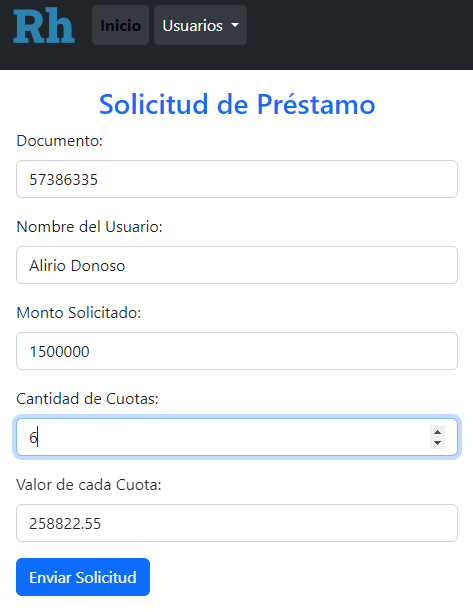 Rh
Inicio
Usuarios
Solicitud de Préstamo
Documento:
57386335
Nombre del Usuario:
Alirio Donoso
Monto Solicitado:
1500000
Cantidad de Cuotas:
6
Valor de cada Cuota:
258822.55
Enviar Solicitud